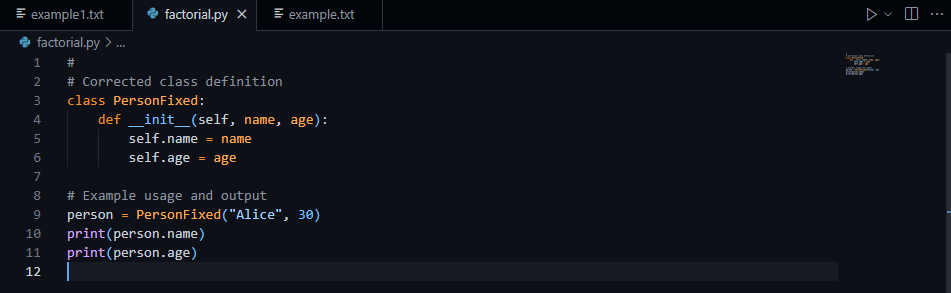 example1.txt factorial.py example.txt
factorial.py > ...
1 #
2 # Corrected class definition
3 class PersonFixed:
4     def __init__(self, name, age):
5         self.name = name
6         self.age = age
7
8 # Example usage and output
9 person = PersonFixed("Alice", 30)
10 print(person.name)
11 print(person.age)
12